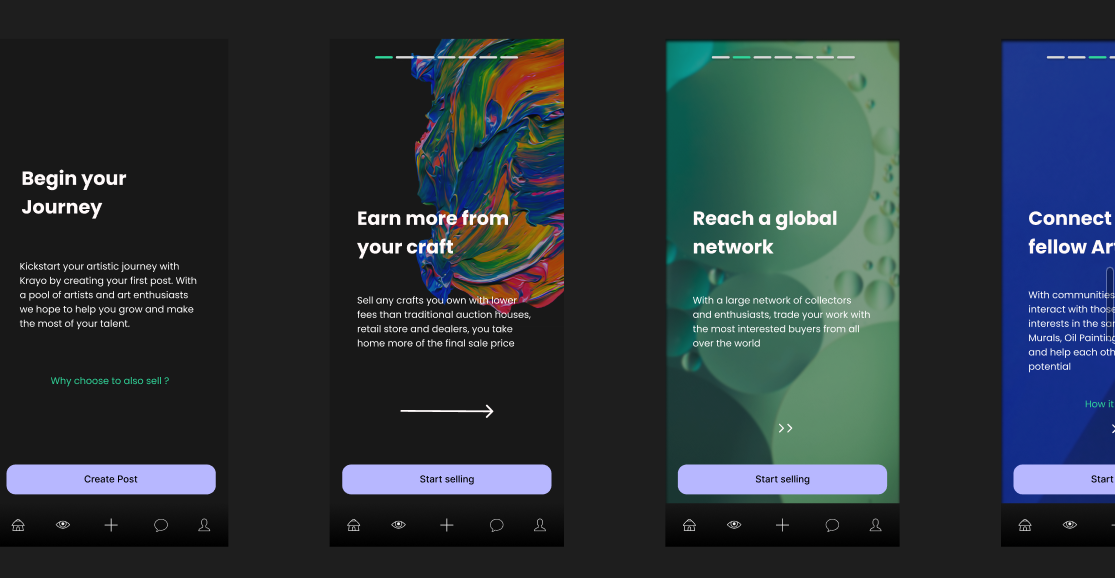 Begin your
Journey
Kickstart your artistic journey with
Krayo by creating your first post. With
a pool of artists and art enthusiasts
we hope to help you grow and make
the most of your talent.
Why choose to also sell ?
Create Post
Earn more from
your craft
Sell any crafts you own with lower
fees than traditional auction houses,
retail store and dealers, you take
home more of the final sale price
Start selling
Reach a global
network
With a large network of collectors
and enthusiasts, trade your work with
the most interested buyers from all
over the world
Start selling
Connect
fellow
With communities
interact with those
interests in the
Murals, Oil
and help each
potential
How it
Start